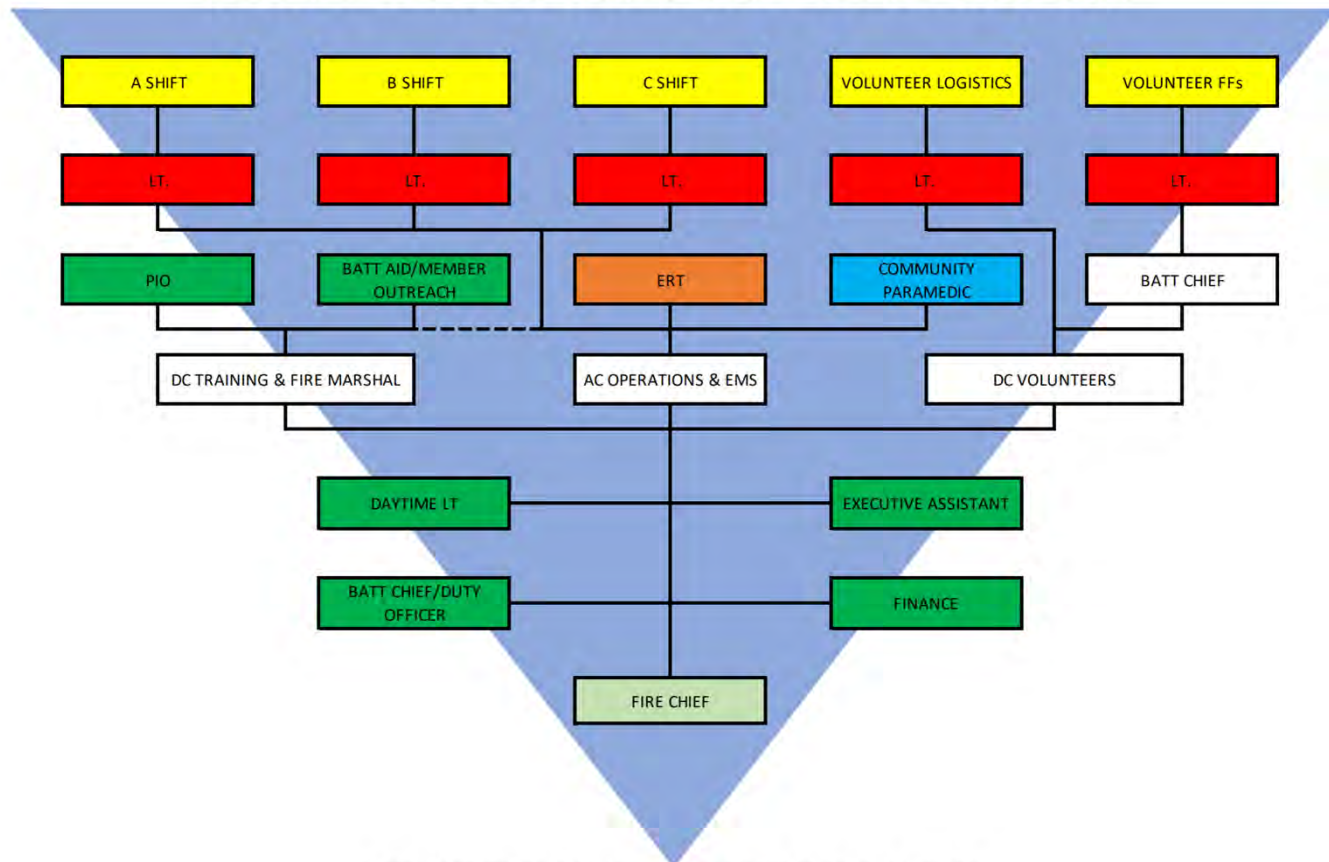 A SHIFT
B SHIFT
C SHIFT
VOLUNTEER LOGISTICS
VOLUNTEER FFs
LT.
LT.
LT.
LT.
LT.
PIO
BATT AID/MEMBER
OUTREACH
ERT
COMMUNITY
PARAMEDIC
BATT CHIEF
DC TRAINING & FIRE MARSHAL
AC OPERATIONS & EMS
DC VOLUNTEERS
DAYTIME LT
EXECUTIVE ASSISTANT
BATT CHIEF/DUTY
OFFICER
FINANCE
FIRE CHIEF